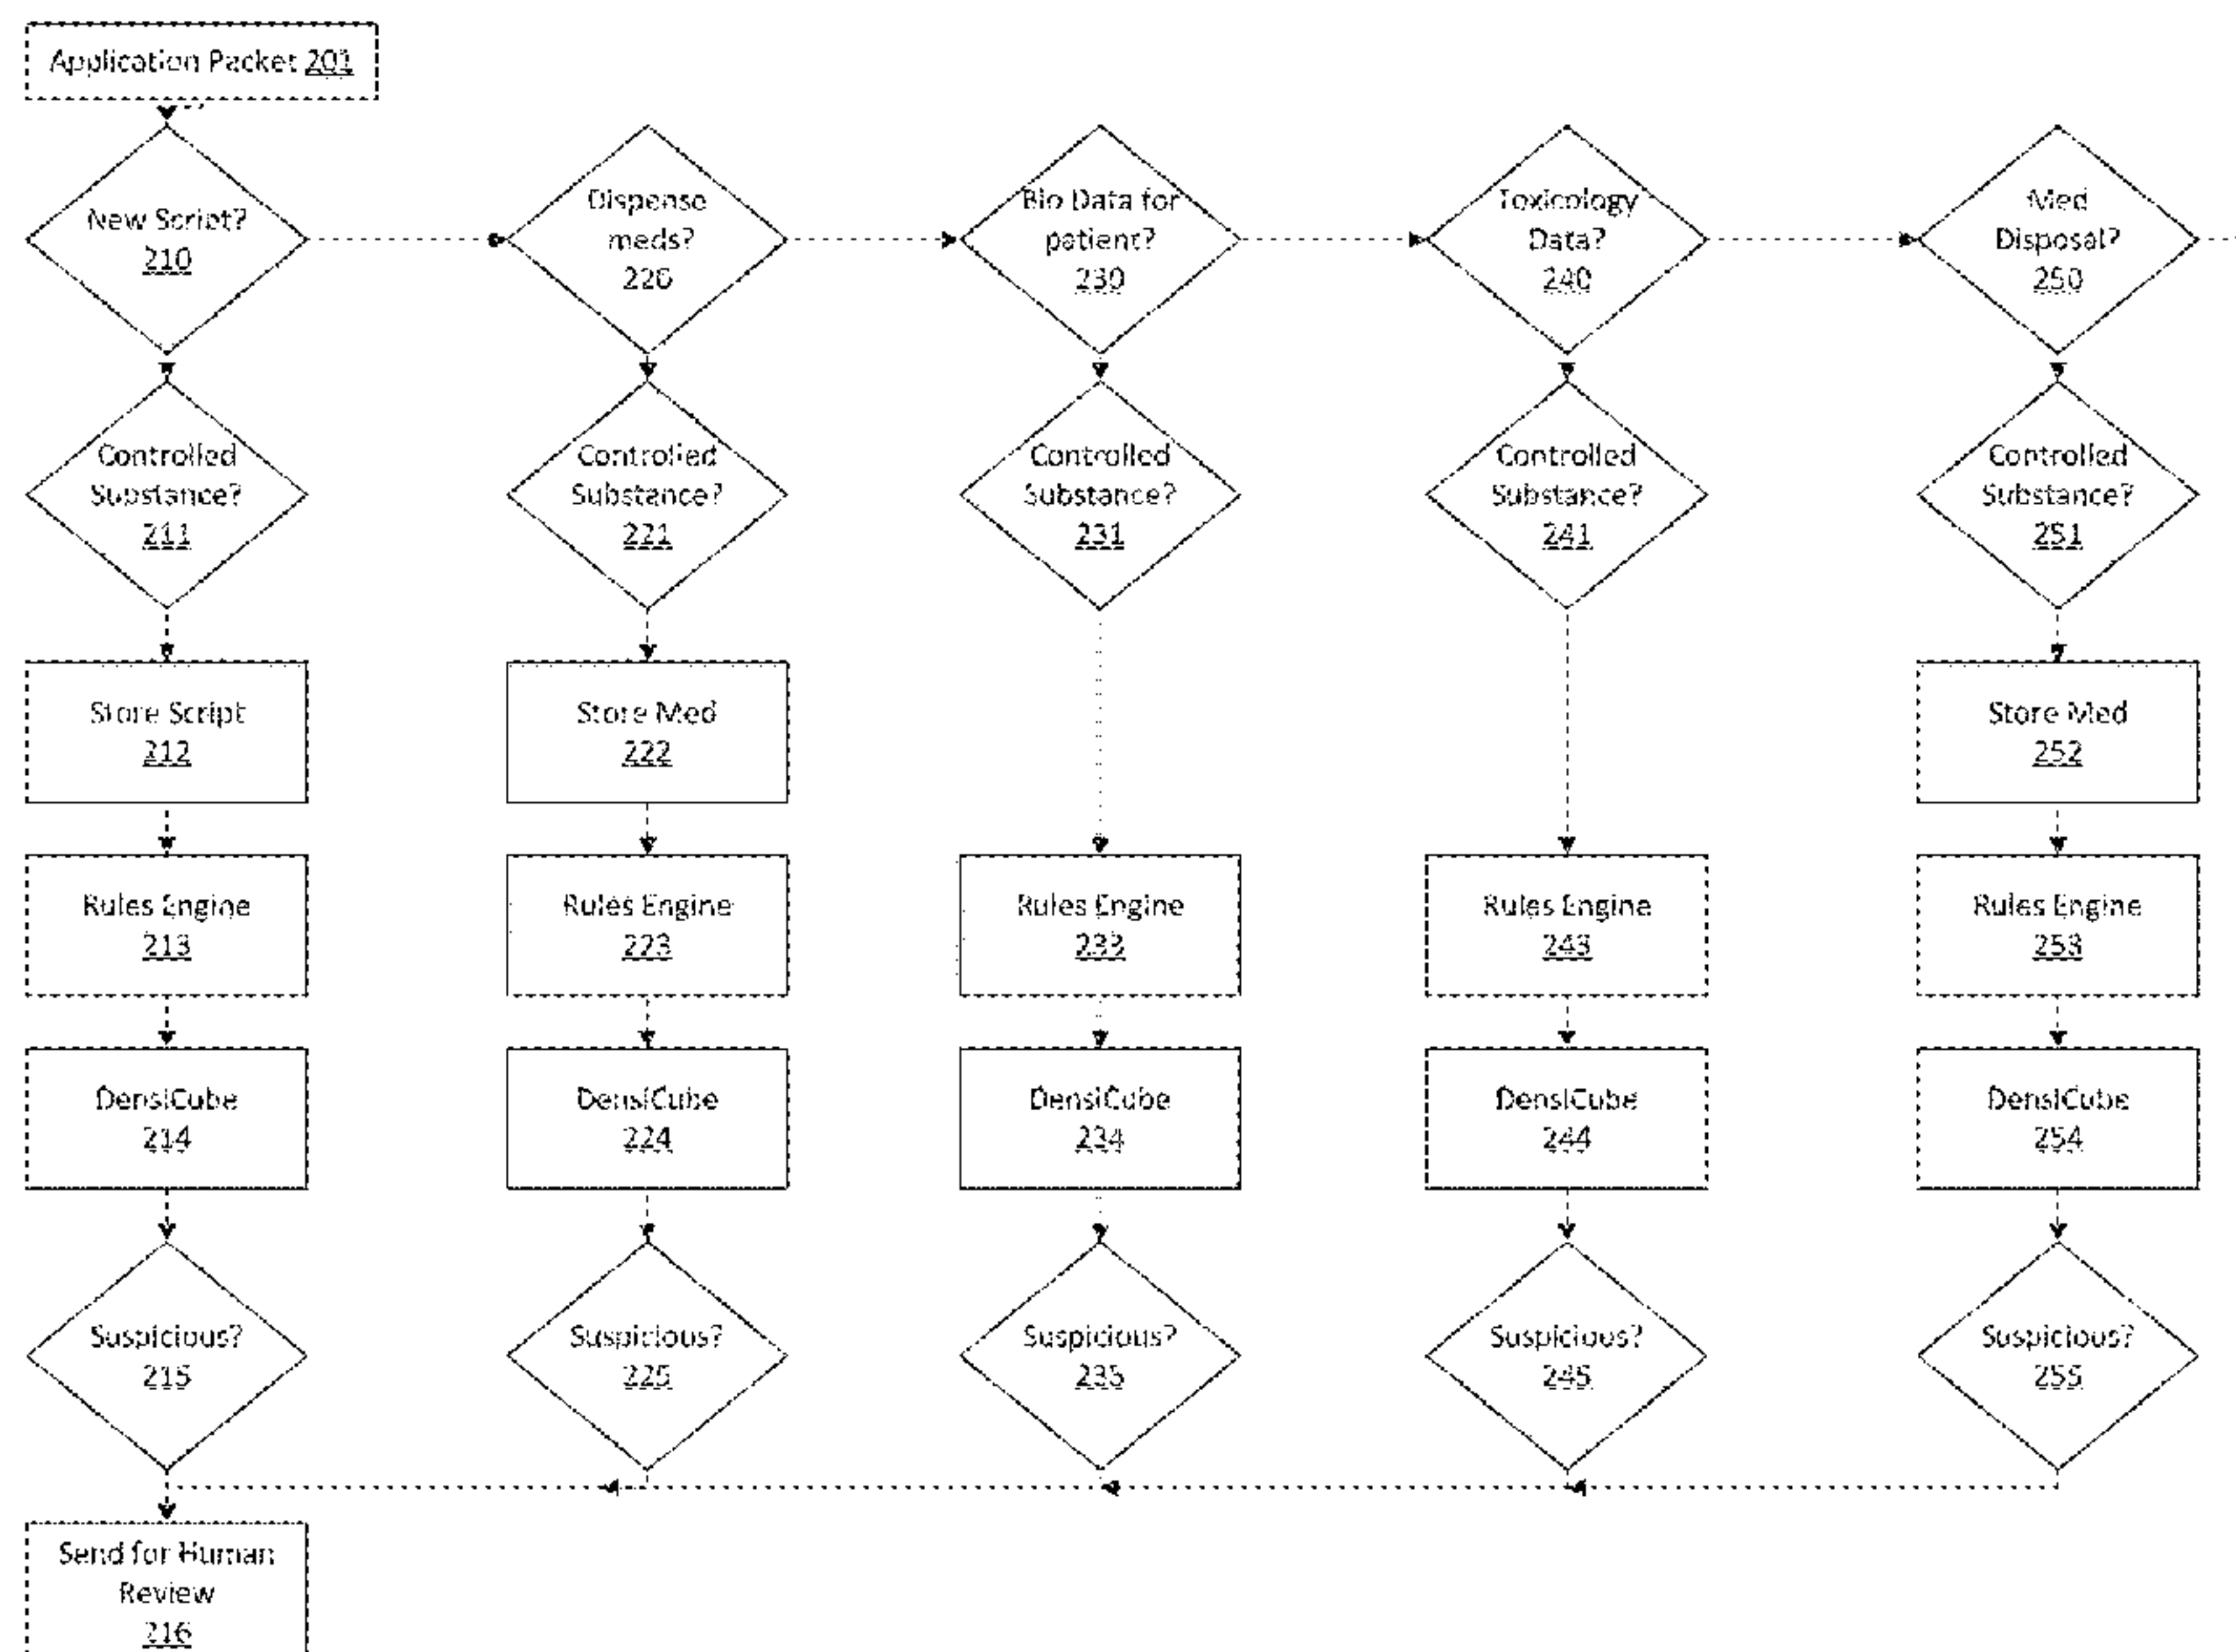 Application Packet 201
New Script?
210
Dispense
meds?
220
Bio Data for
patient?
230
Toxicology
Data?
240
Med
Disposal?
250
Controlled
Substance?
211
Controlled
Substance?
221
Controlled
Substance?
231
Controlled
Substance?
241
Controlled
Substance?
251
Store Script
212
Store Med
222
Store Med
252
Rules Engine
213
Rules Engine
223
Rules Engine
233
Rules Engine
243
Rules Engine
253
DensiCube
214
DensiCube
224
DensiCube
234
DensiCube
244
DensiCube
254
Suspicious?
215
Suspicious?
225
Suspicious?
235
Suspicious?
245
Suspicious?
255
Send for Human
Review
216